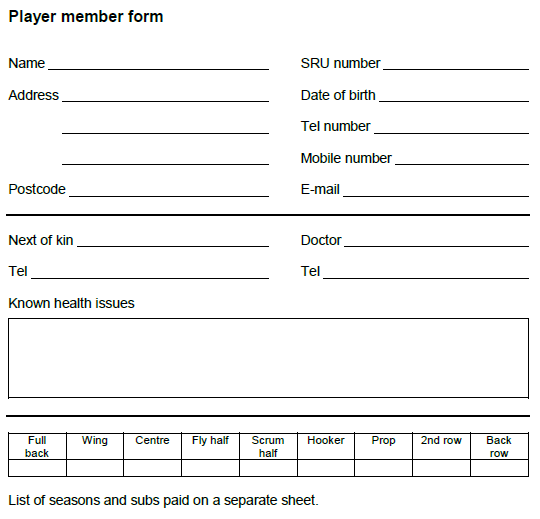 Player member form
Name SRU number
Address Date of birth
Tel number
Mobile number
Postcode E-mail
Next of kin Doctor
Tel Tel
Known health issues
Full back Wing Centre Fly half Scrum half Hooker Prop 2nd row Back row
List of seasons and subs paid on a separate sheet.